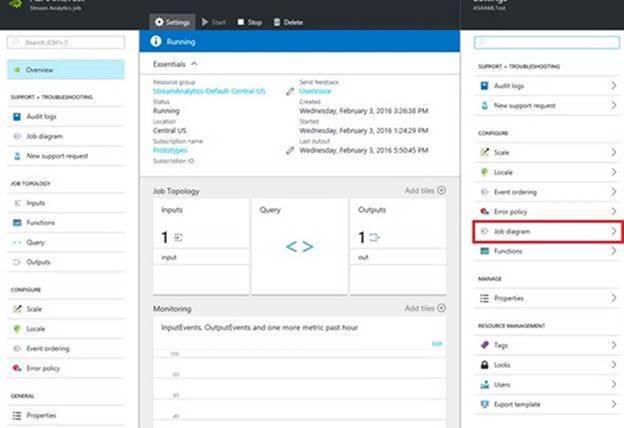 Stream Analytics job
Search (Ctrl+/)
Overview
SUPPORT + TROUBLESHOOTING
Audit logs
Job diagram
New support request
JOB TOPOLOGY
Inputs
Functions
Query
Outputs
CONFIGURE
Scale
Locale
Event ordering
Error policy
GENERAL
Properties
Settings
Start
Stop
Delete
Running
Essentials
Resource group
StreamAnalytics-Default-Central-US
Status
Running
Location
Central US
Subscription name
Prototypes
Subscription ID
Send feedback
UserVoice
Created
Wednesday, February 3, 2016 3:26:38 PM
Started
Wednesday, February 3, 2016 1:24:29 PM
Last output
Wednesday, February 3, 2016 5:50:45 PM
Job Topology
Add tiles
Inputs
1
input
Query
< >
Outputs
1
out
Monitoring
Add tiles
InputEvents, OutputEvents and one more metric past hour
Edit
100
80
60
40
ASAAMLTest
SUPPORT + TROUBLESHOOTING
Audit logs
New support request
CONFIGURE
Scale
Locale
Event ordering
Error policy
Job diagram
Functions
MANAGE
Properties
RESOURCE MANAGEMENT
Tags
Locks
Users
Export template